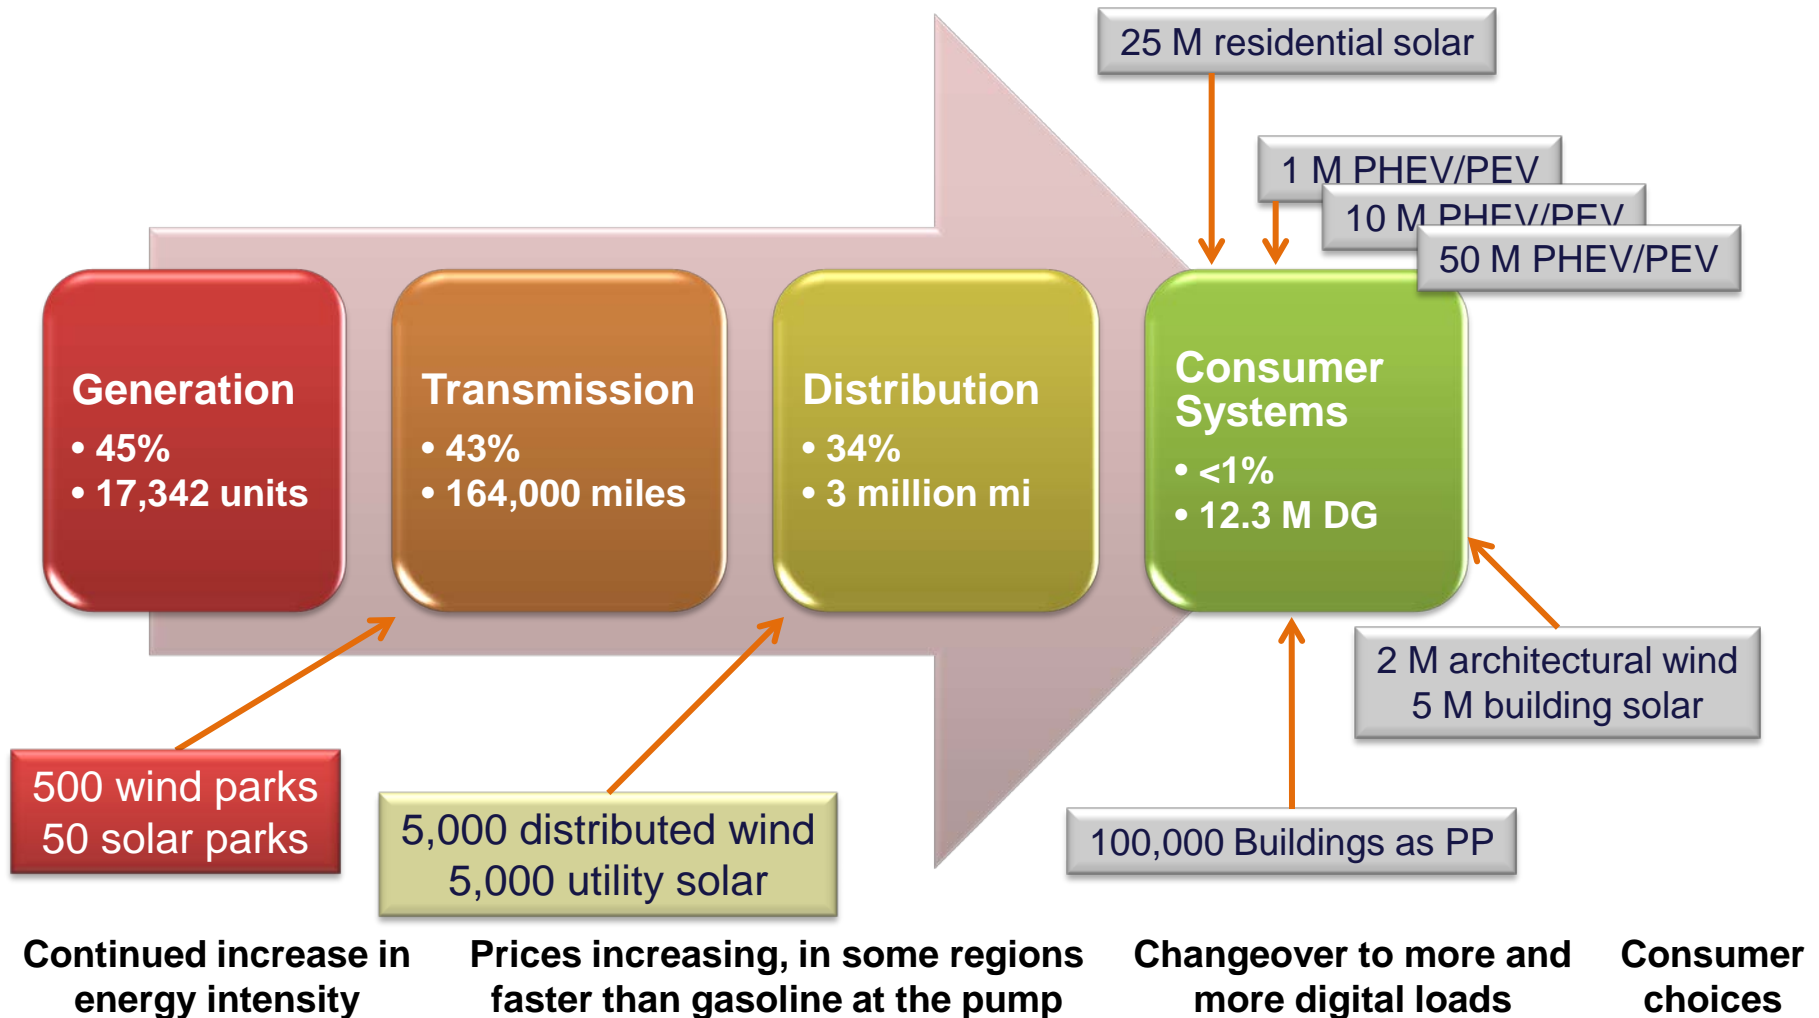 25 M residential solar
1 M PHEV/PEV
10 M PHEV/PEV
50 M PHEV/PEV
Generation
• 45%
• 17,342 units
Transmission
• 43%
• 164,000 miles
Distribution
• 34%
• 3 million mi
Consumer
Systems
• <1%
• 12.3 M DG
500 wind parks
50 solar parks
5,000 distributed wind
5,000 utility solar
100,000 Buildings as PP
2 M architectural wind
5 M building solar
Continued increase in
energy intensity
Prices increasing, in some regions
faster than gasoline at the pump
Changeover to more and
more digital loads
Consumer
choices